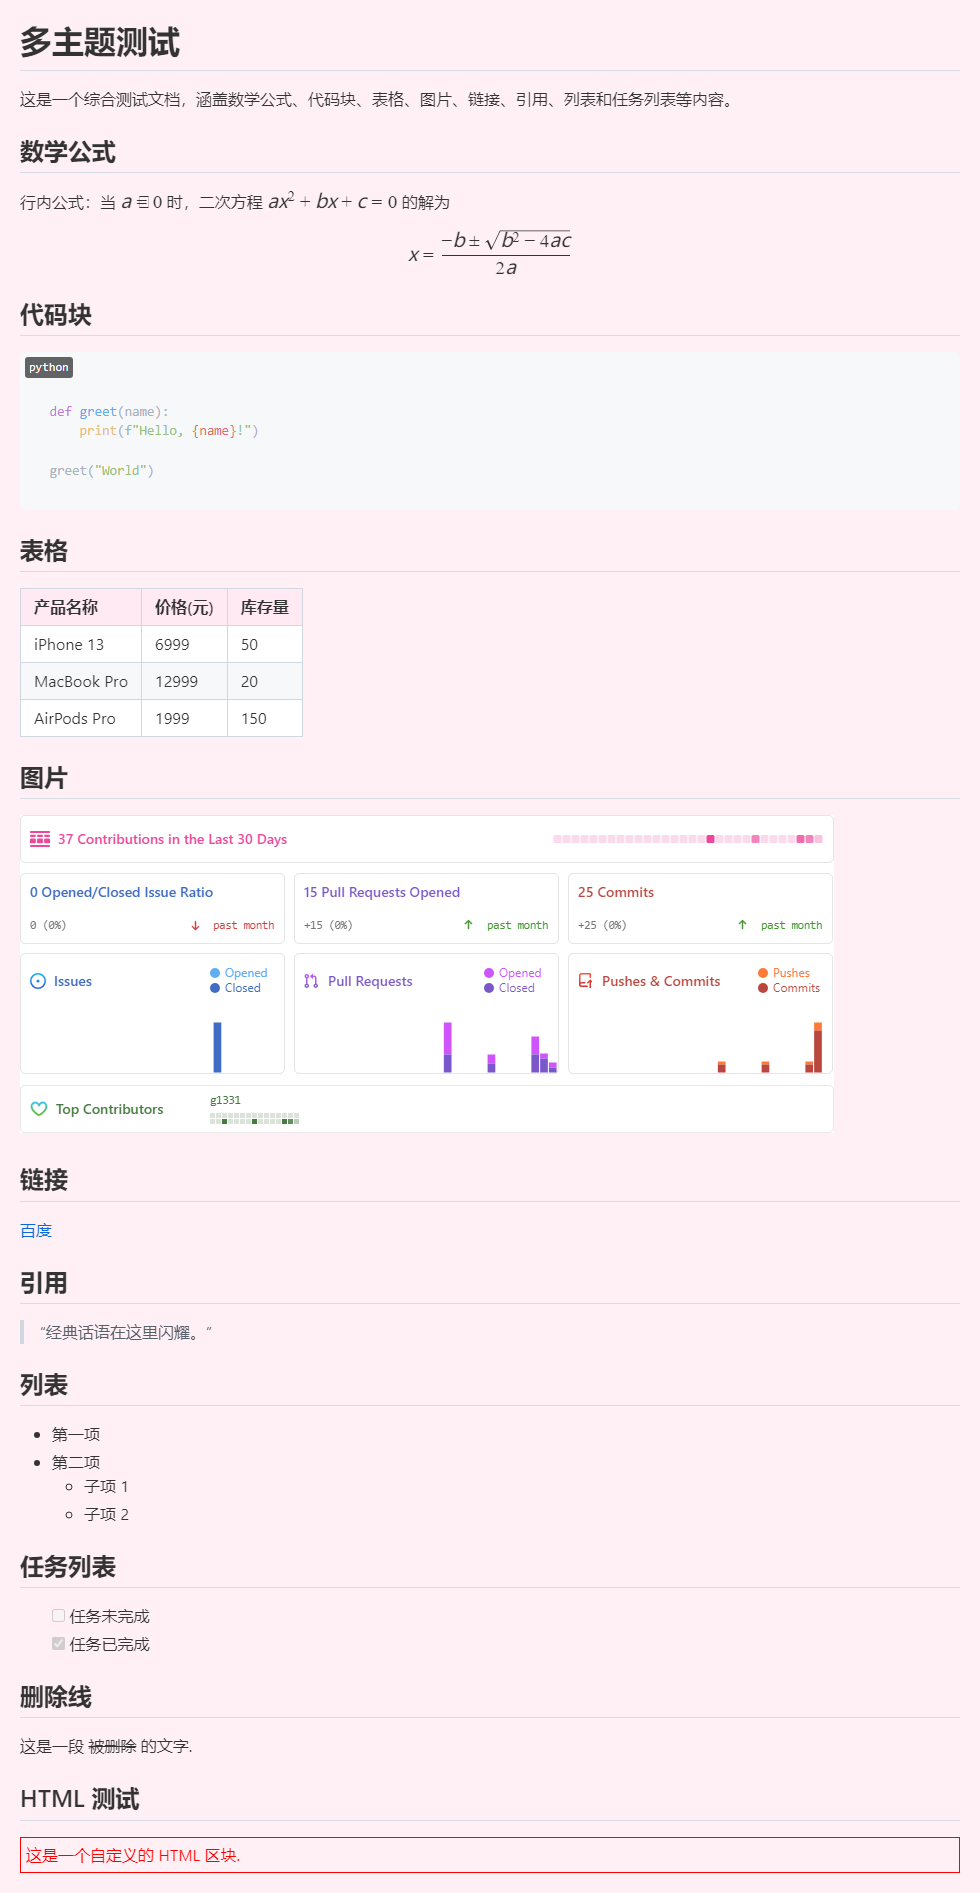 多主题测试
这是一个综合测试文档，涵盖数学公式、代码块、表格、图片、链接、引用、列表和任务列表等内容。
数学公式
行内公式：当 a ≡ 0 时，二次方程 ax² + bx + c = 0 的解为
x = (−b ± √(b² − 4ac)) / 2a
代码块
python
def greet(name):
    print(f"Hello, {name}!")
greet("World")
表格
产品名称 价格(元) 库存量
iPhone 13 6999 50
MacBook Pro 12999 20
AirPods Pro 1999 150
图片
37 Contributions in the Last 30 Days
0 Opened/Closed Issue Ratio 15 Pull Requests Opened 25 Commits
0 (0%) ↓ past month +15 (0%) ↑ past month +25 (0%) ↑ past month
Issues Opened Closed Pull Requests Opened Closed Pushes & Commits Pushes Commits
Top Contributors g1331
链接
百度
引用
“经典话语在这里闪耀。“
列表
• 第一项
• 第二项
◦ 子项 1
◦ 子项 2
任务列表
☐ 任务未完成
☑ 任务已完成
删除线
这是一段 被删除 的文字.
HTML 测试
这是一个自定义的 HTML 区块.